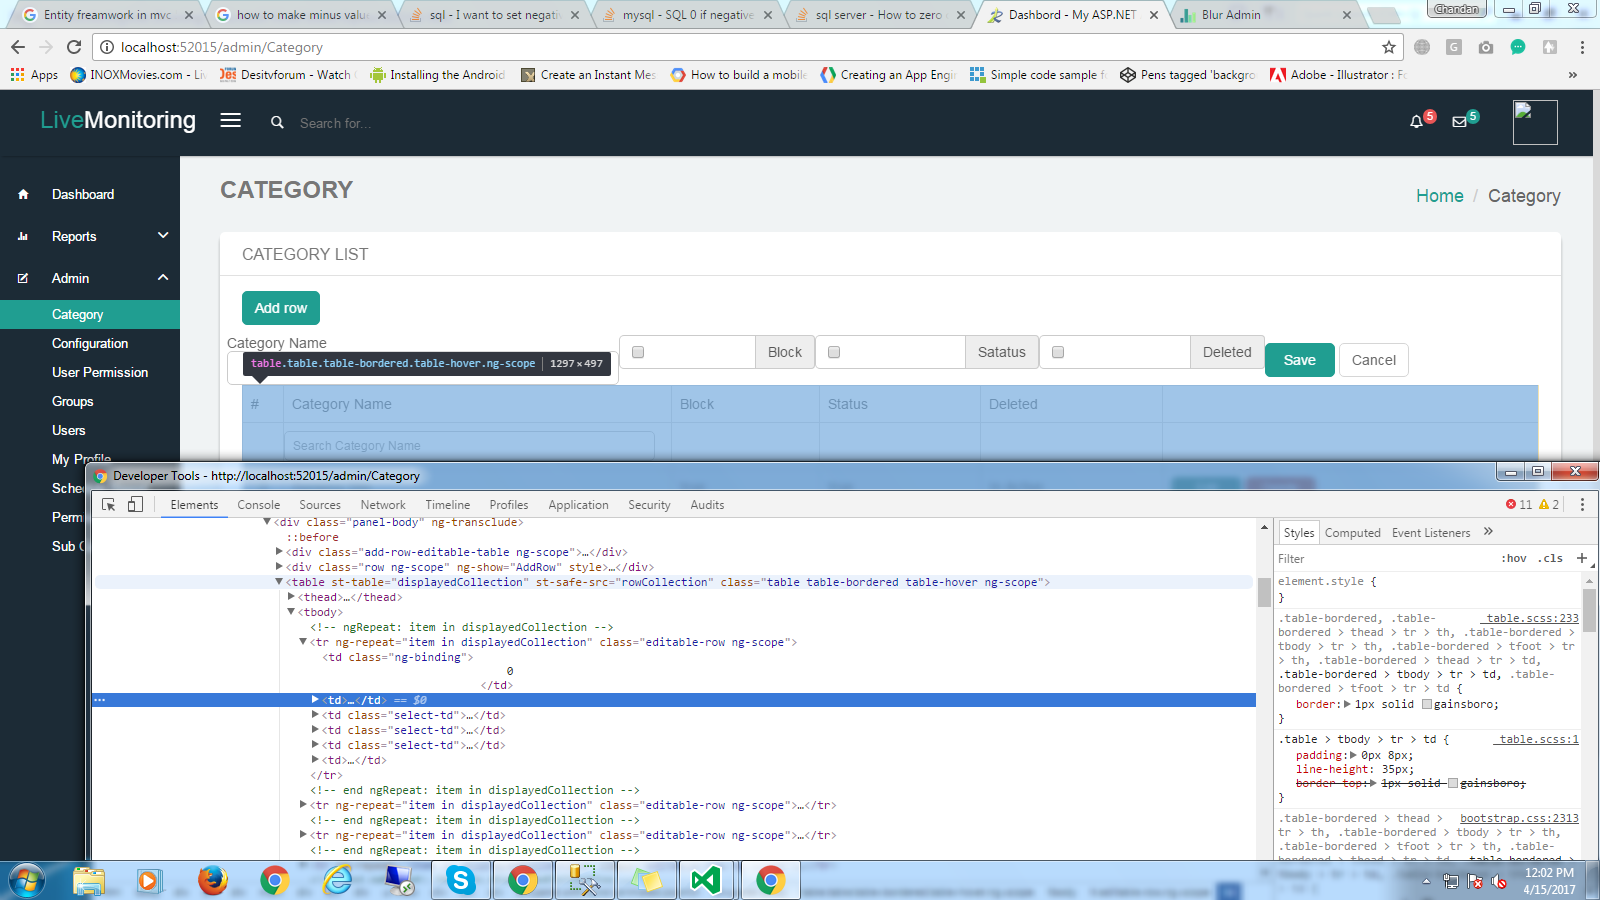 Entity freamwork in mvc
how to make minus valu
sql - I want to set negati
mysql - SQL 0 if negative
sql server - How to zero
Dashbord - My ASP.NET
Blur Admin
Chandan
localhost:52015/admin/Category
Apps
INOXMovies.com - Li
Desitvforum - Watch
Installing the Android
Create an Instant Mes
How to build a mobile
Creating an App Engi
Simple code sample f
Pens tagged 'backgro
Adobe - Illustrator : Fo
LiveMonitoring
Search for...
5
5
Dashboard
Reports
Admin
Category
Configuration
User Permission
Groups
Users
My Profile
Sche
Permi
Sub C
CATEGORY
Home / Category
CATEGORY LIST
Add row
Category Name
Block
Satatus
Deleted
Save
Cancel
table.table.table-bordered.table-hover.ng-scope | 1297 × 497
# Category Name Block Status Deleted
Search Category Name
Developer Tools - http://localhost:52015/admin/Category
Elements Console Sources Network Timeline Profiles Application Security Audits
11 2
<div class="panel-body" ng-transclude>
::before
<div class="add-row-editable-table ng-scope">…</div>
<div class="row ng-scope" ng-show="AddRow" style>…</div>
<table st-table="displayedCollection" st-safe-src="rowCollection" class="table table-bordered table-hover ng-scope">
<thead>…</thead>
<tbody>
<!-- ngRepeat: item in displayedCollection -->
<tr ng-repeat="item in displayedCollection" class="editable-row ng-scope">
<td class="ng-binding">
0
</td>
… <td>…</td> == $0
<td class="select-td">…</td>
<td class="select-td">…</td>
<td class="select-td">…</td>
<td>…</td>
</tr>
<!-- end ngRepeat: item in displayedCollection -->
<tr ng-repeat="item in displayedCollection" class="editable-row ng-scope">…</tr>
<!-- end ngRepeat: item in displayedCollection -->
<tr ng-repeat="item in displayedCollection" class="editable-row ng-scope">…</tr>
<!-- end ngRepeat: item in displayedCollection -->
Styles Computed Event Listeners »
Filter :hov .cls +
element.style {
}
.table-bordered, .table- _table.scss:233
bordered > thead > tr > th, .table-bordered >
tbody > tr > th, .table-bordered > tfoot > tr
> th, .table-bordered > thead > tr > td,
.table-bordered > tbody > tr > td, .table-
bordered > tfoot > tr > td {
border: 1px solid gainsboro;
}
.table > tbody > tr > td { _table.scss:1
padding: 0px 8px;
line-height: 35px;
border-top: 1px solid gainsboro;
}
.table-bordered > thead > bootstrap.css:2313
tr > th, .table-bordered > tbody > tr > th,
.table-bordered > tfoot > tr > th, .table-
bordered > thead > tr > td, .table-bordered >
12:02 PM
4/15/2017